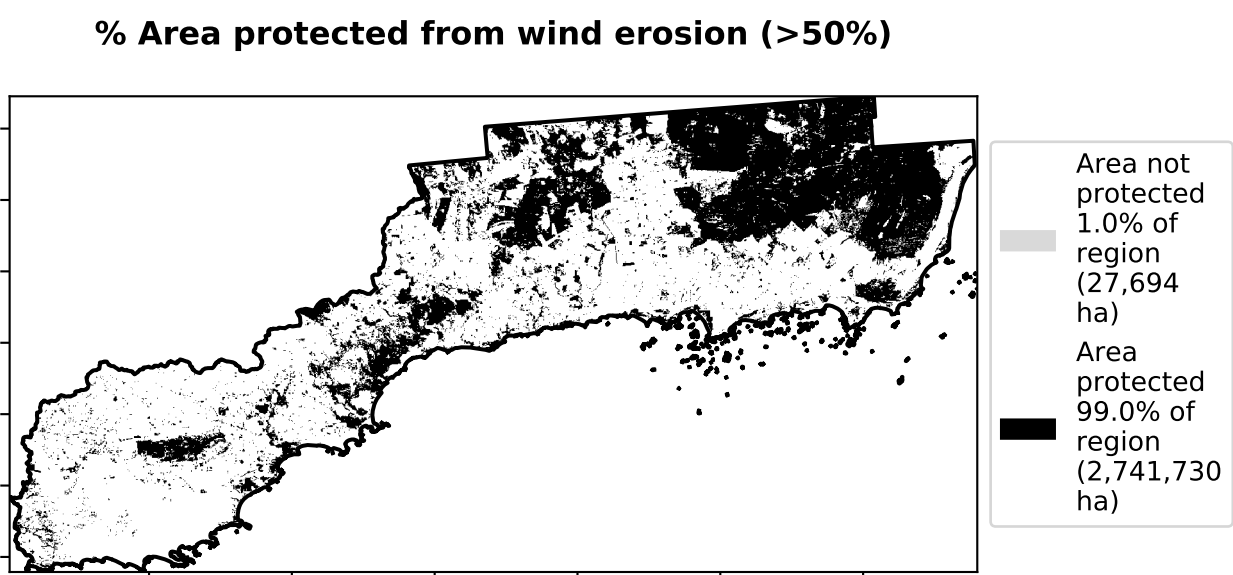 % Area protected from wind erosion (>50%)
Area not
protected
1.0% of
region
(27,694
ha)
Area
protected
99.0% of
region
(2,741,730
ha)